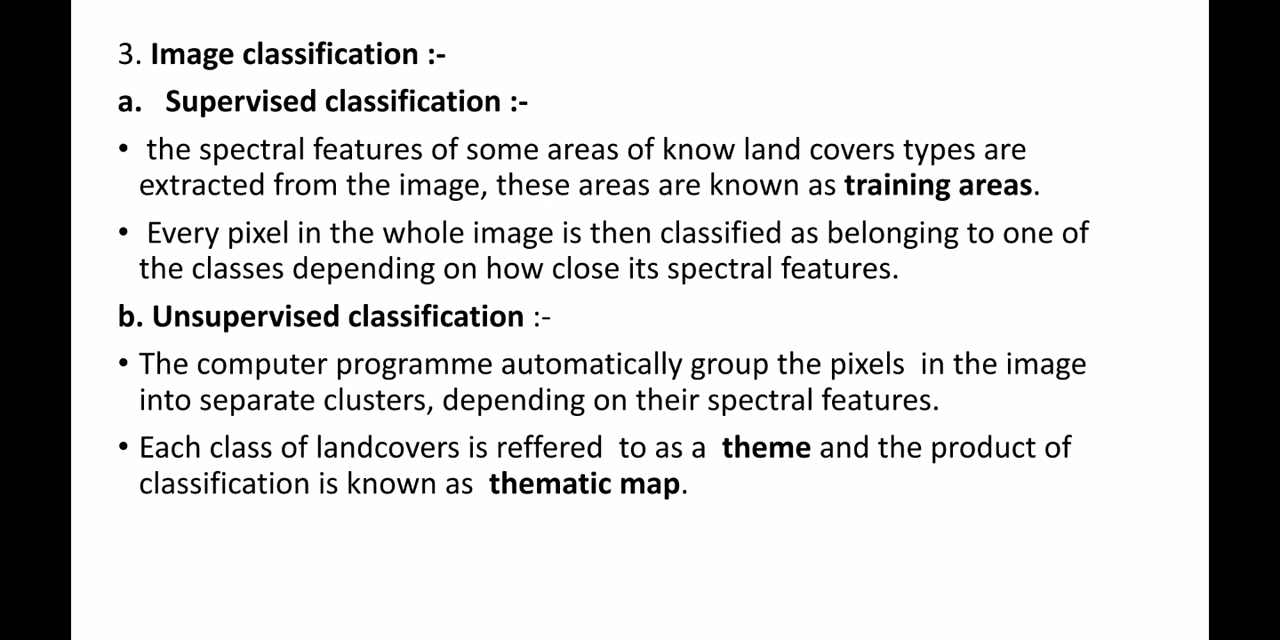 3. Image classification :-
a. Supervised classification :-
• the spectral features of some areas of know land covers types are
extracted from the image, these areas are known as training areas.
• Every pixel in the whole image is then classified as belonging to one of
the classes depending on how close its spectral features.
b. Unsupervised classification :-
• The computer programme automatically group the pixels in the image
into separate clusters, depending on their spectral features.
• Each class of landcovers is reffered to as a theme and the product of
classification is known as thematic map.